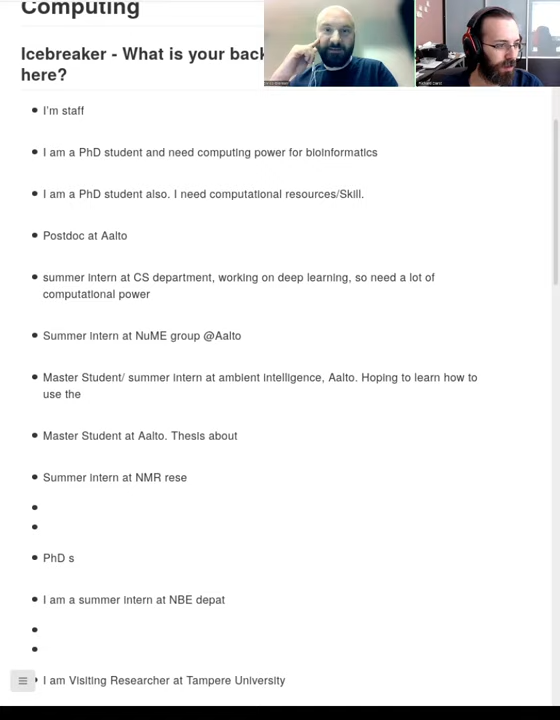 Computing
Icebreaker - What is your
here?
I'm staff
I am a PhD student and need computing power for bioinformatics
I am a PhD student also. I need computational resources/Skill.
Postdoc at Aalto
summer intern at CS department, working on deep learning, so need a lot of
computational power
Summer intern at NuME group @Aalto
Master Student/ summer intern at ambient intelligence, Aalto. Hoping to learn how to
use the
Master Student at Aalto. Thesis about
Summer intern at NMR rese
PhD s
I am a summer intern at NBE depat
I am Visiting Researcher at Tampere University